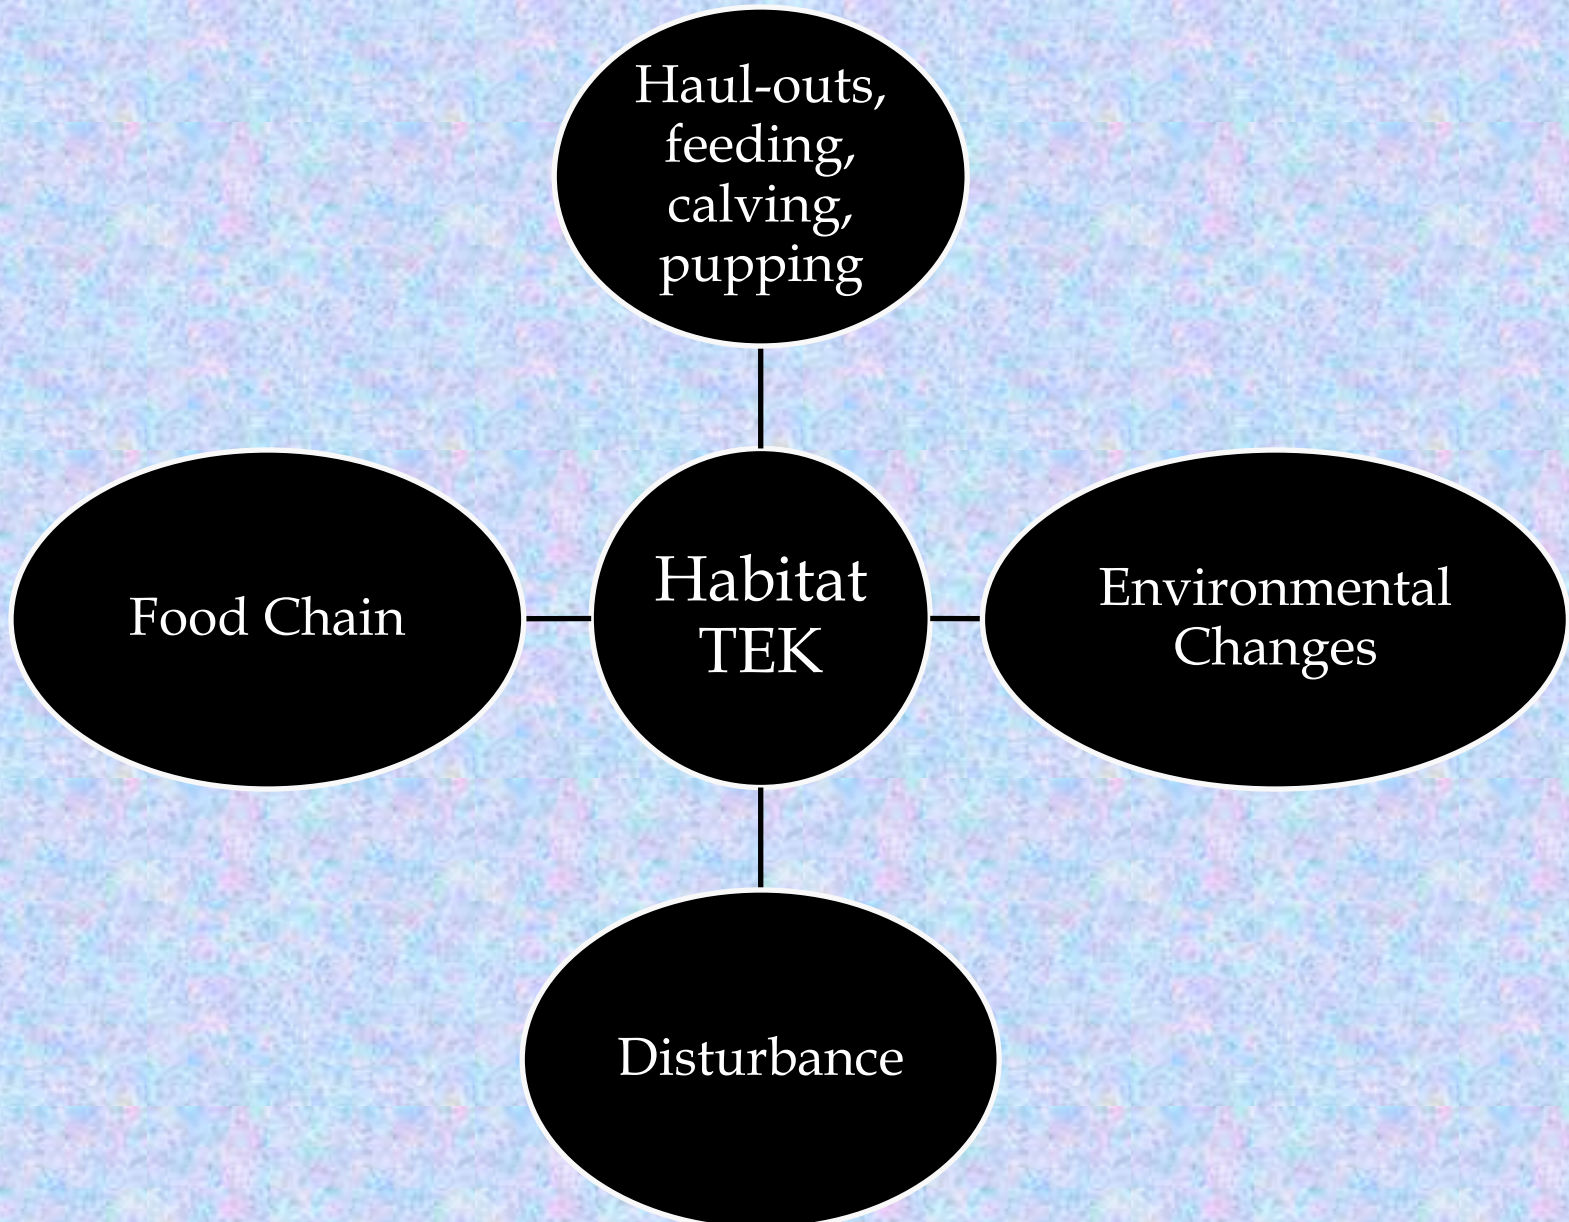 Haul-outs,
feeding,
calving,
pupping
Food Chain
Habitat
TEK
Environmental
Changes
Disturbance